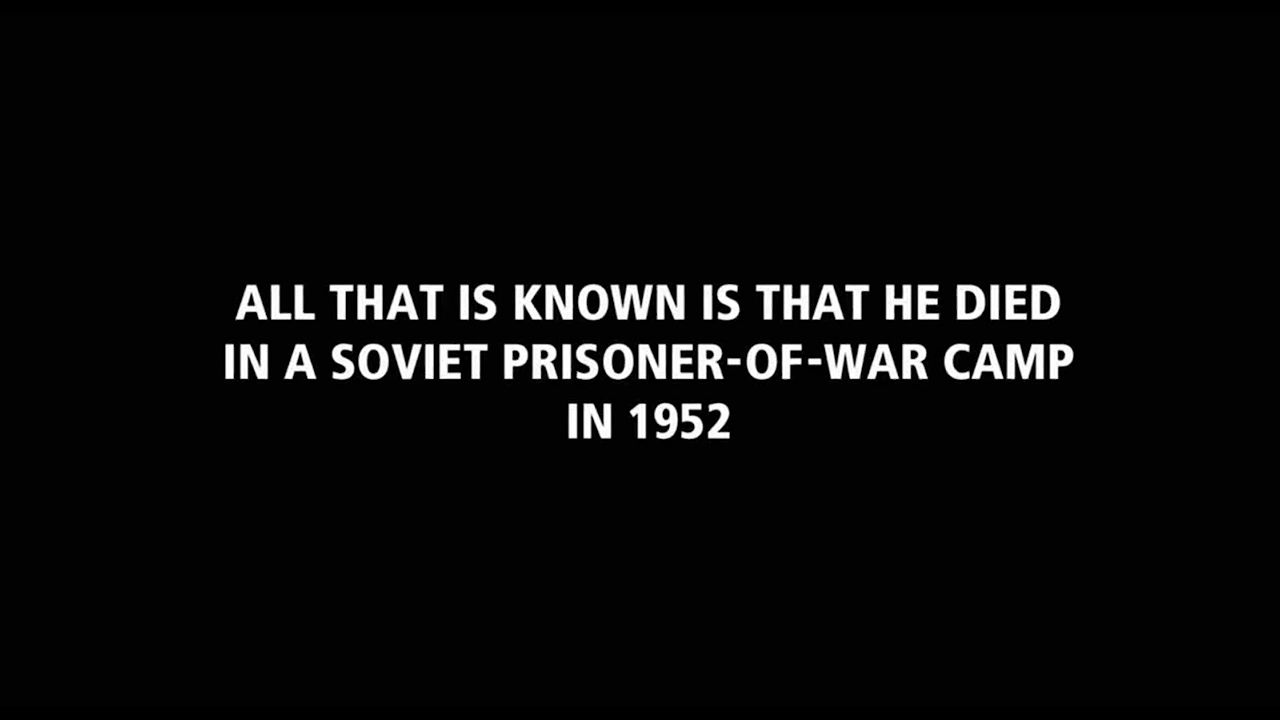 ALL THAT IS KNOWN IS THAT HE DIED
IN A SOVIET PRISONER-OF-WAR CAMP
IN 1952